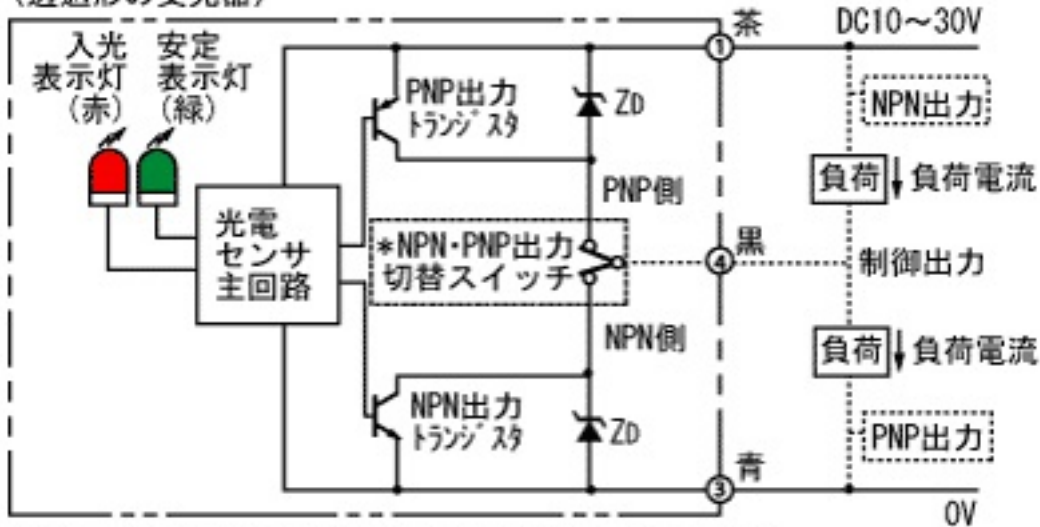 茶
DC10～30V
入光
表示灯
(赤)
安定
表示灯
(緑)
PNP出力
トランジスタ
ZD
NPN出力
負荷
負荷電流
PNP側
光電
センサ
主回路
*NPN・PNP出力
切替スイッチ
黒
制御出力
NPN側
負荷
負荷電流
NPN出力
トランジスタ
ZD
PNP出力
青
0V
①
④
③